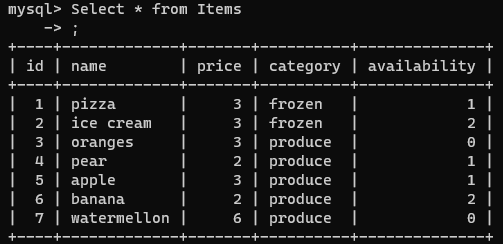 mysql> Select * from Items
    -> ;
+----+-------------+-------+----------+--------------+
| id | name        | price | category | availability |
+----+-------------+-------+----------+--------------+
|  1 | pizza       |     3 | frozen   |            1 |
|  2 | ice cream   |     3 | frozen   |            2 |
|  3 | oranges     |     3 | produce  |            0 |
|  4 | pear        |     2 | produce  |            1 |
|  5 | apple       |     3 | produce  |            1 |
|  6 | banana      |     2 | produce  |            2 |
|  7 | watermellon |     6 | produce  |            0 |
+----+-------------+-------+----------+--------------+